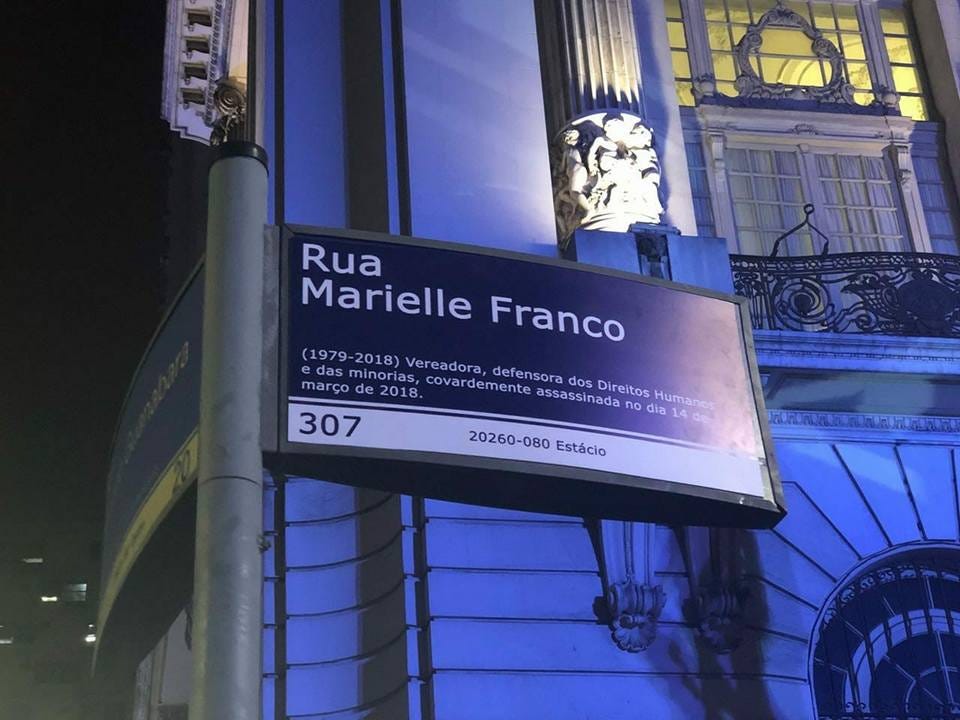 Rua
Marielle Franco
(1979-2018) Vereadora, defensora dos Direitos Humanos
e das minorias, covardemente assassinada no dia 14 de
março de 2018.
307
20260-080 Estácio
20